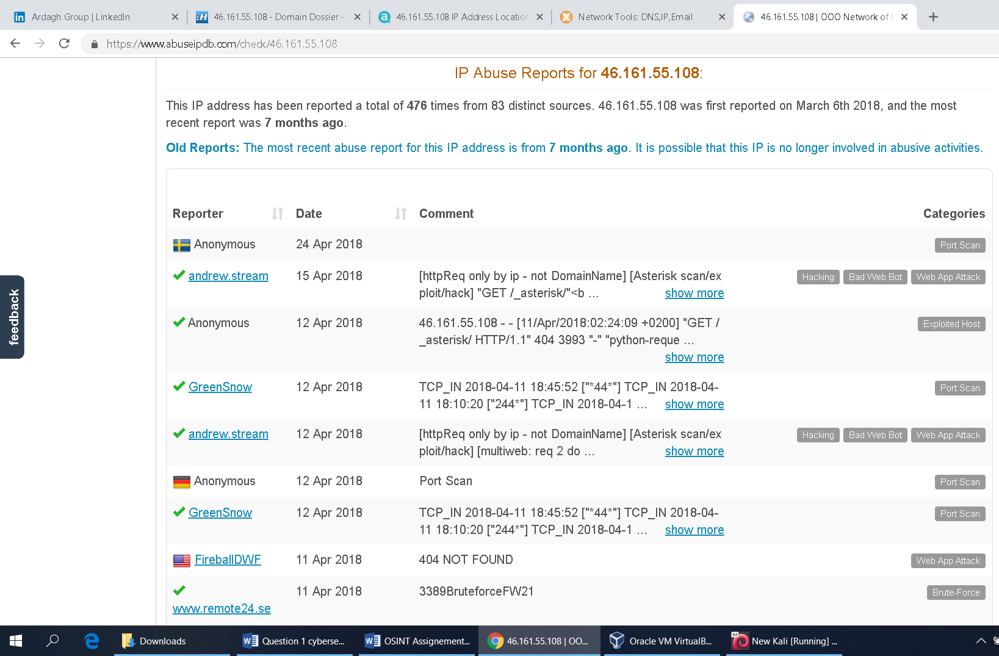 Ardagh Group | LinkedIn
46.161.55.108 - Domain Dossier -
46.161.55.108 IP Address Location
Network Tools: DNS,IP,Email
46.161.55.108 | OOO Network of D
https://www.abuseipdb.com/check/46.161.55.108
IP Abuse Reports for 46.161.55.108:
This IP address has been reported a total of 476 times from 83 distinct sources. 46.161.55.108 was first reported on March 6th 2018, and the most
recent report was 7 months ago.
Old Reports: The most recent abuse report for this IP address is from 7 months ago. It is possible that this IP is no longer involved in abusive activities.
Reporter Date Comment Categories
Anonymous 24 Apr 2018 Port Scan
andrew.stream 15 Apr 2018 [httpReq only by ip - not DomainName] [Asterisk scan/ex Hacking Bad Web Bot Web App Attack
ploit/hack] "GET /_asterisk/"<b ... show more
Anonymous 12 Apr 2018 46.161.55.108 - - [11/Apr/2018:02:24:09 +0200] "GET / Exploited Host
_asterisk/ HTTP/1.1" 404 3993 "-" "python-reque ...
show more
GreenSnow 12 Apr 2018 TCP_IN 2018-04-11 18:45:52 ["*44*"] TCP_IN 2018-04- Port Scan
11 18:10:20 ["244*"] TCP_IN 2018-04-1 ... show more
andrew.stream 12 Apr 2018 [httpReq only by ip - not DomainName] [Asterisk scan/ex Hacking Bad Web Bot Web App Attack
ploit/hack] [multiweb: req 2 do ... show more
Anonymous 12 Apr 2018 Port Scan Port Scan
GreenSnow 12 Apr 2018 TCP_IN 2018-04-11 18:45:52 ["*44*"] TCP_IN 2018-04- Port Scan
11 18:10:20 ["244*"] TCP_IN 2018-04-1 ... show more
FireballDWF 11 Apr 2018 404 NOT FOUND Web App Attack
11 Apr 2018 3389BruteforceFW21 Brute-Force
www.remote24.se
feedback
Downloads
Question 1 cyberse...
OSINT Assignement...
46.161.55.108 | OO...
Oracle VM VirtualB...
64
New Kali [Running] ...